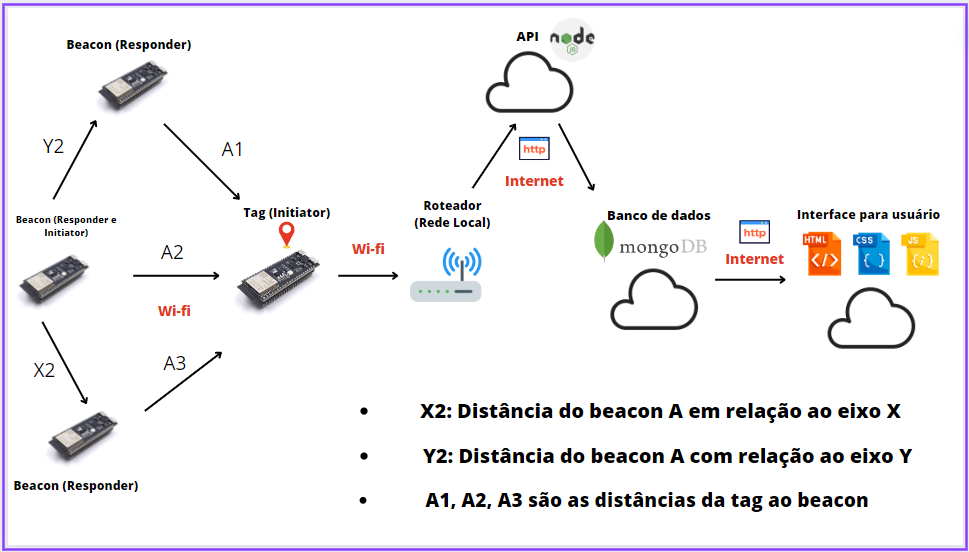 Beacon (Responder)
Y2
A1
Beacon (Responder e
Initiator)
A2
Wi-fi
X2
A3
Beacon (Responder)
Tag (Initiator)
Wi-fi
Roteador
(Rede Local)
API
node
JS
http
Internet
Banco de dados
mongoDB
http
Internet
Interface para usuário
HTML
</>
CSS
{ }
JS
{i}
• X2: Distância do beacon A em relação ao eixo X
• Y2: Distância do beacon A com relação ao eixo Y
• A1, A2, A3 são as distâncias da tag ao beacon